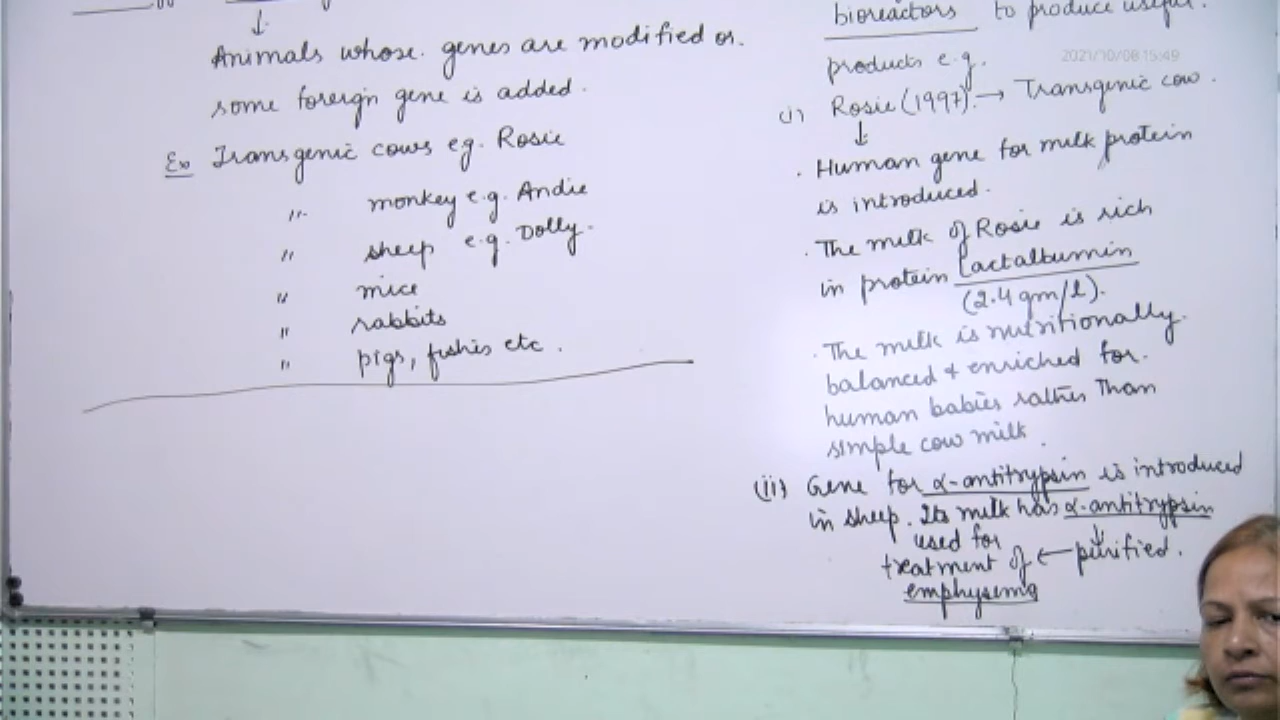 Animals whose genes are modified or
some foreign gene is added.
Ex Transgenic cows eg. Rosie
" monkey e.g. Andie
" sheep e.g. Dolly.
" mice
" rabbits
" pigs, fishes etc.
bioreactors to produce useful
products e.g.
2021/10/08 15:49
(i) Rosie (1997) → Transgenic cow.
↓
. Human gene for milk protein
is introduced.
. The milk of Rosie is rich
in protein Lactalbumin
(2.4 gm/l).
. The milk is nutritionally
balanced & enriched for
human babies rather than
simple cow milk.
(ii) Gene for α-antitrypsin is introduced
in sheep. Its milk has α-antitrypsin
used for ↓
treatment of ← purified.
emphysema